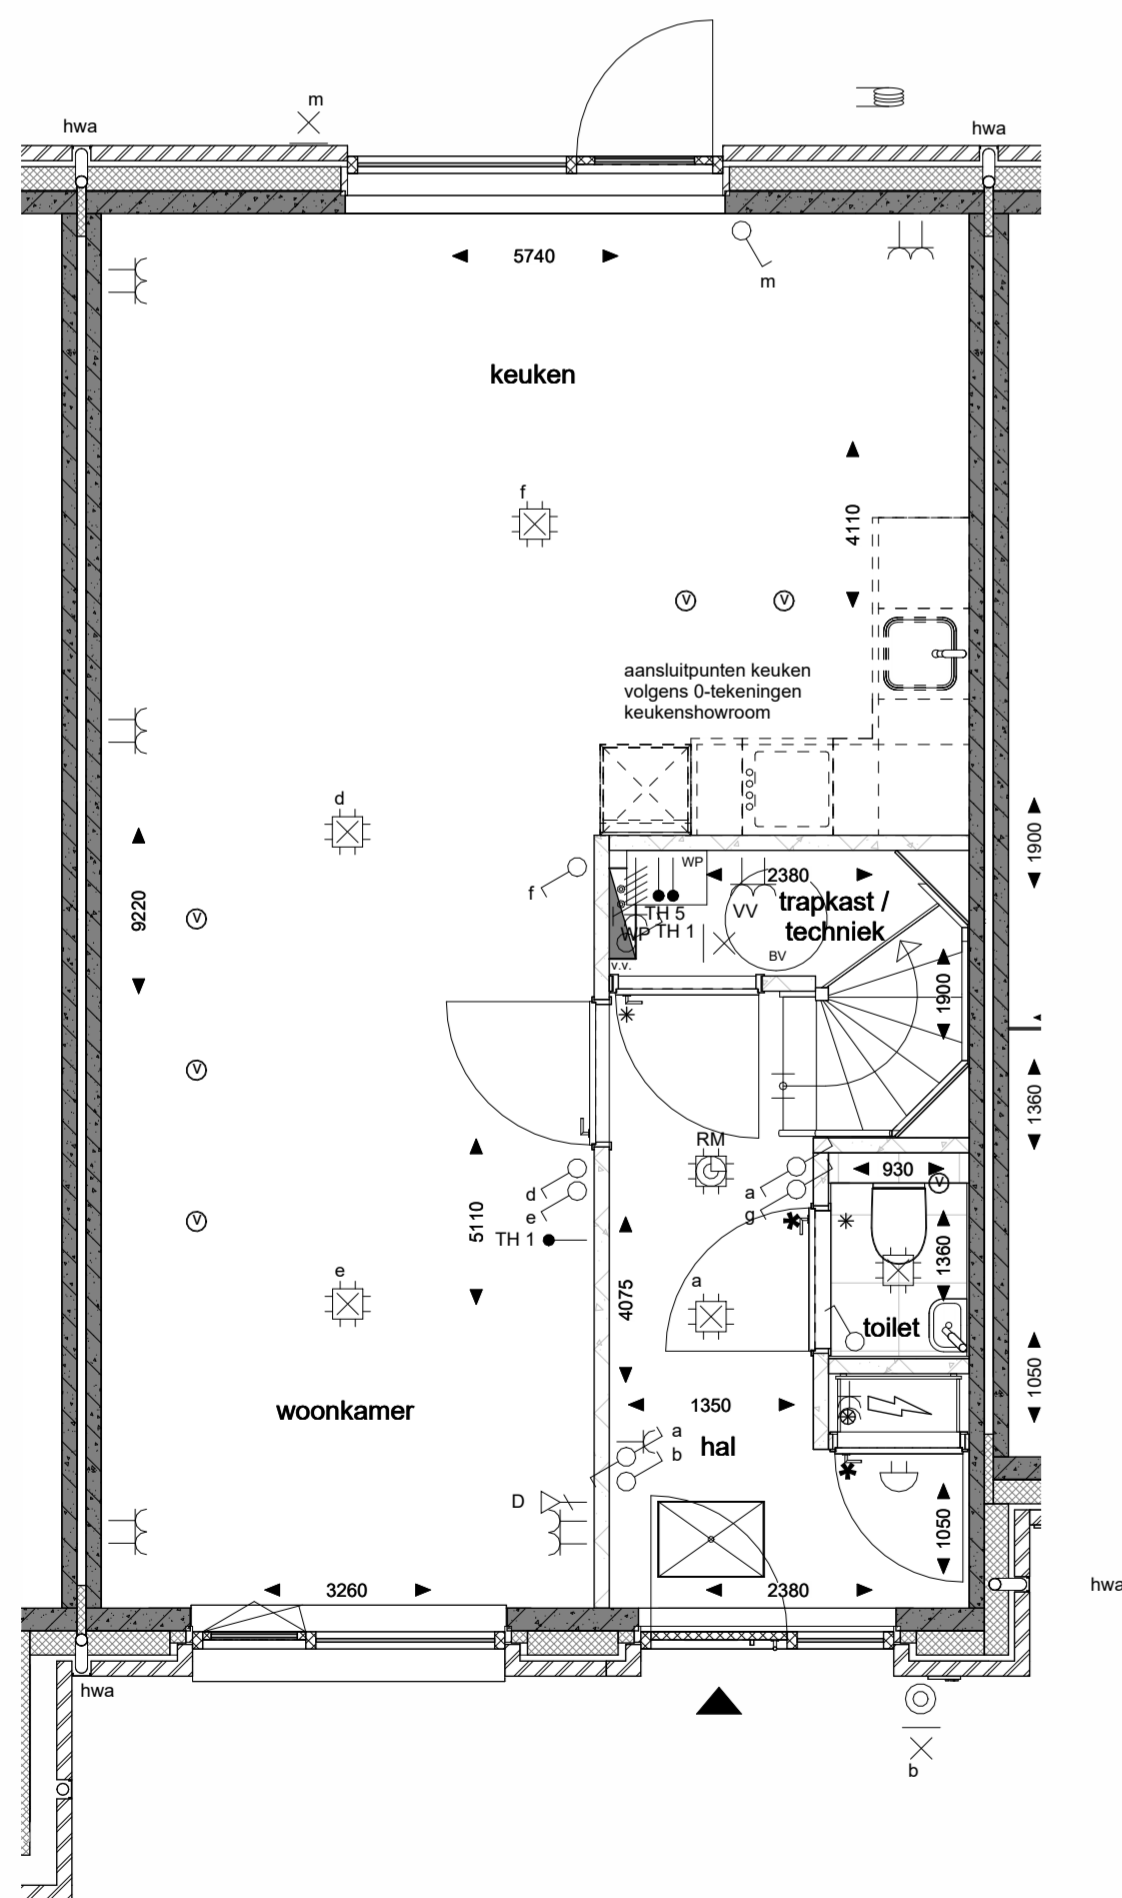 m
hwa
hwa
5740
m
keuken
f
4110
V
V
aansluitpunten keuken
volgens 0-tekeningen
keukenshowroom
d
1900
WP
2380
f
trapkast /
techniek
TH 5
VV
WP
TH 1
BV
v.v.
9220
V
1900
V
1360
RM
930
V
a
d
e
g
5110
TH 1
V
1360
4075
e
a
toilet
1050
woonkamer
1350
hal
a
b
D
1050
3260
2380
hwa
hwa
b